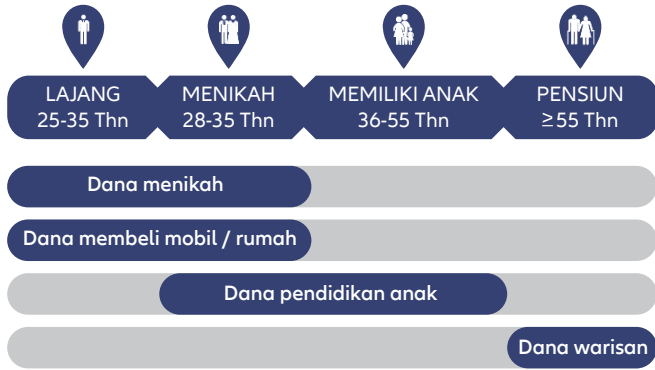 LAJANG
25-35 Thn
MENIKAH
28-35 Thn
MEMILIKI ANAK
36-55 Thn
PENSIUN
≥55 Thn
Dana menikah
Dana membeli mobil / rumah
Dana pendidikan anak
Dana warisan